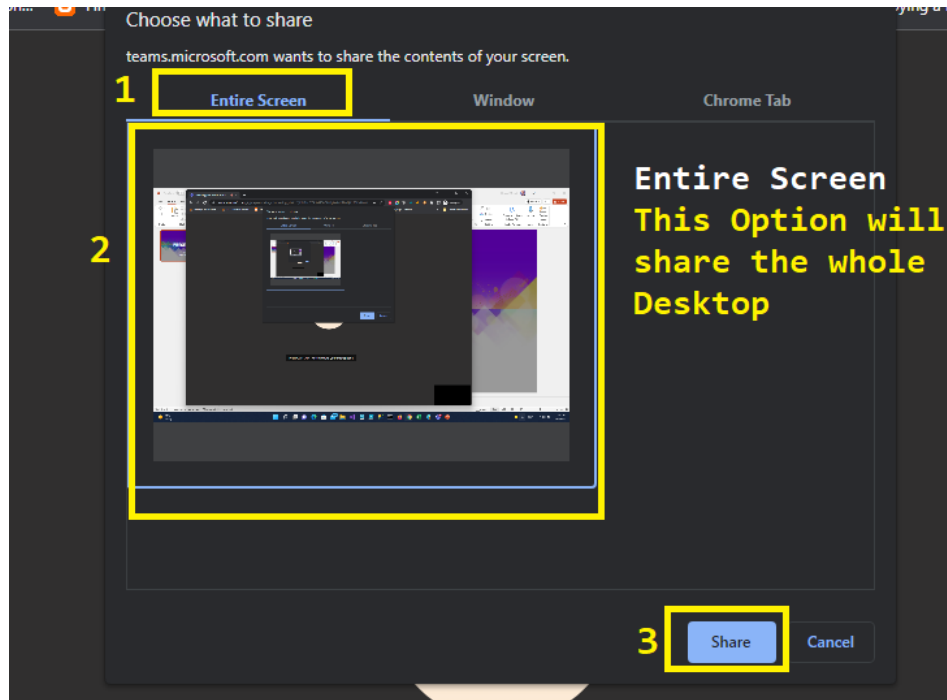 Choose what to share
teams.microsoft.com wants to share the contents of your screen.
1
Entire Screen
Window
Chrome Tab
2
Entire Screen
This Option will
share the whole
Desktop
3
Share
Cancel